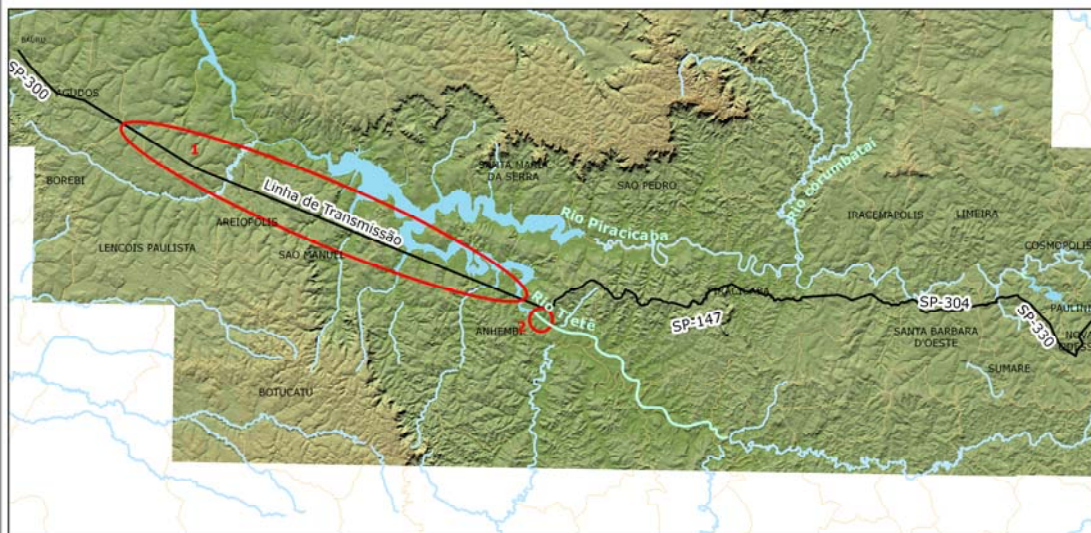 BAURU
SP-300
AGUDOS
1
BOREBI
SANTA MARIA
DA SERRA
SAO PEDRO
Rio Corumbataí
Linha de Transmissão
AREIOPOLIS
Rio Piracicaba
IRACEMAPOLIS
LIMEIRA
LENCOIS PAULISTA
SAO MANUEL
COSMOPOLIS
Rio Tietê
PIRACICABA
SP-304
ANHEMBI
2
SP-147
SP-330
SANTA BARBARA
D'OESTE
SUMARE
BOTUCATU